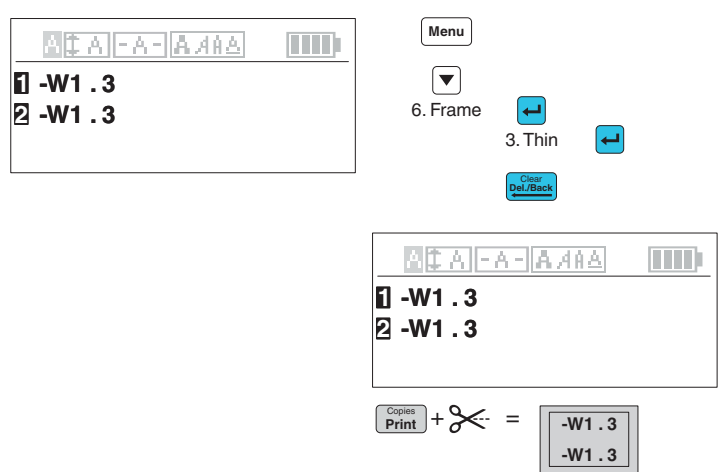 A A -A- A A A A
1 -W1 . 3
2 -W1 . 3
Menu
6. Frame
3. Thin
Clear
Del./Back
A A -A- A A A A
1 -W1 . 3
2 -W1 . 3
Copies
Print + =
-W1 . 3
-W1 . 3